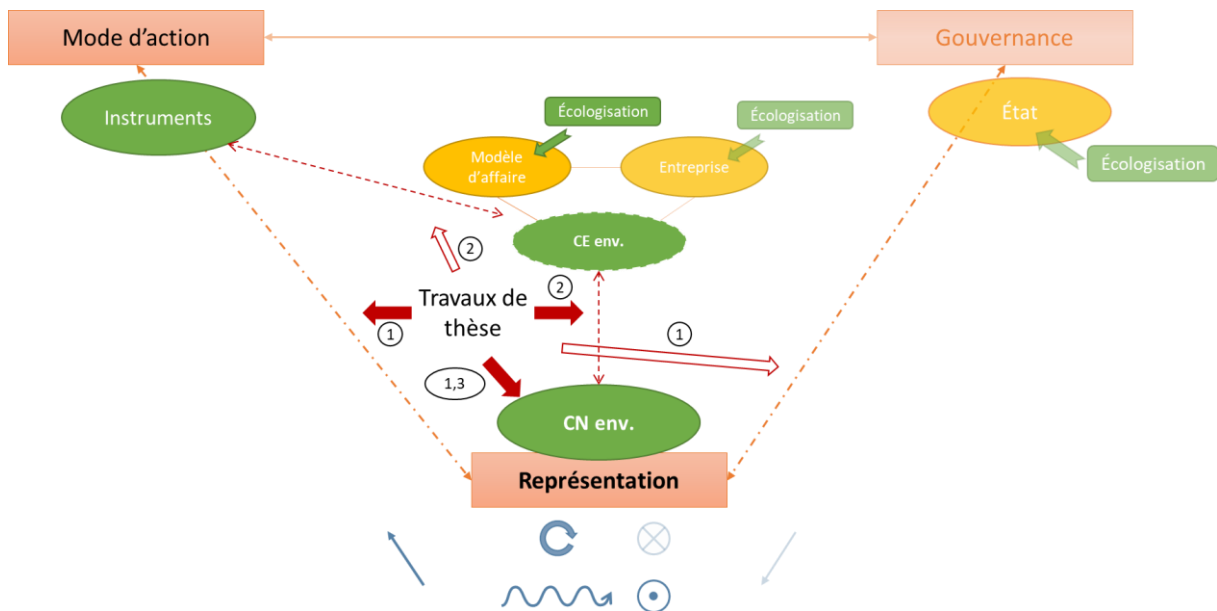 Mode d'action
Gouvernance
Instruments
Écologisation
Écologisation
État
Écologisation
Modèle
d'affaire
Entreprise
CE env.
2
2
Travaux de
thèse
1
1
1,3
CN env.
Représentation